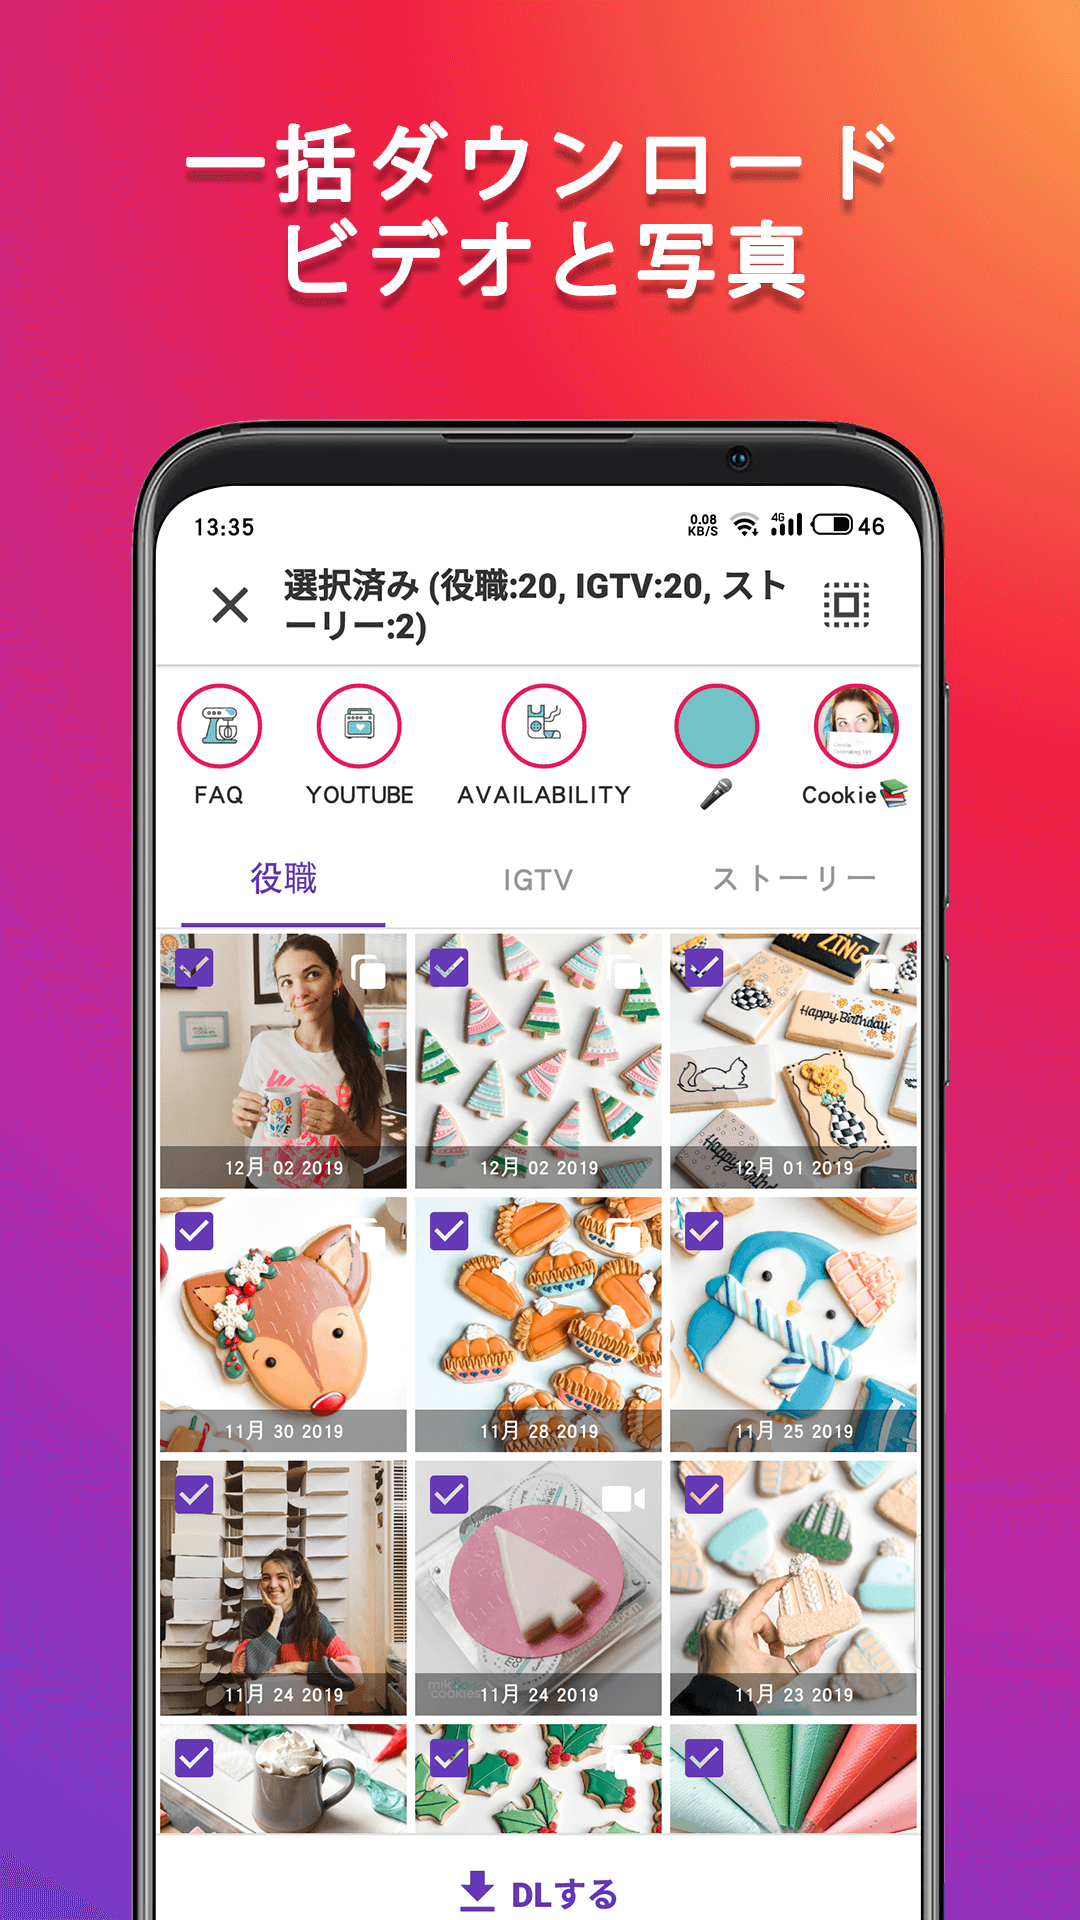 一括ダウンロード
ビデオと写真
13:35
0.08
KB/S
4G
46
選択済み (役職:20, IGTV:20, スト
ーリー:2)
FAQ
YOUTUBE
AVAILABILITY
Cookie
役職
IGTV
ストーリー
12月 02 2019
12月 02 2019
ZING
Happy Birthday
Happy Birthda
12月 01 2019
11月 30 2019
11月 28 2019
11月 25 2019
11月 24 2019
cookies
11月 24 2019
11月 23 2019
DLする